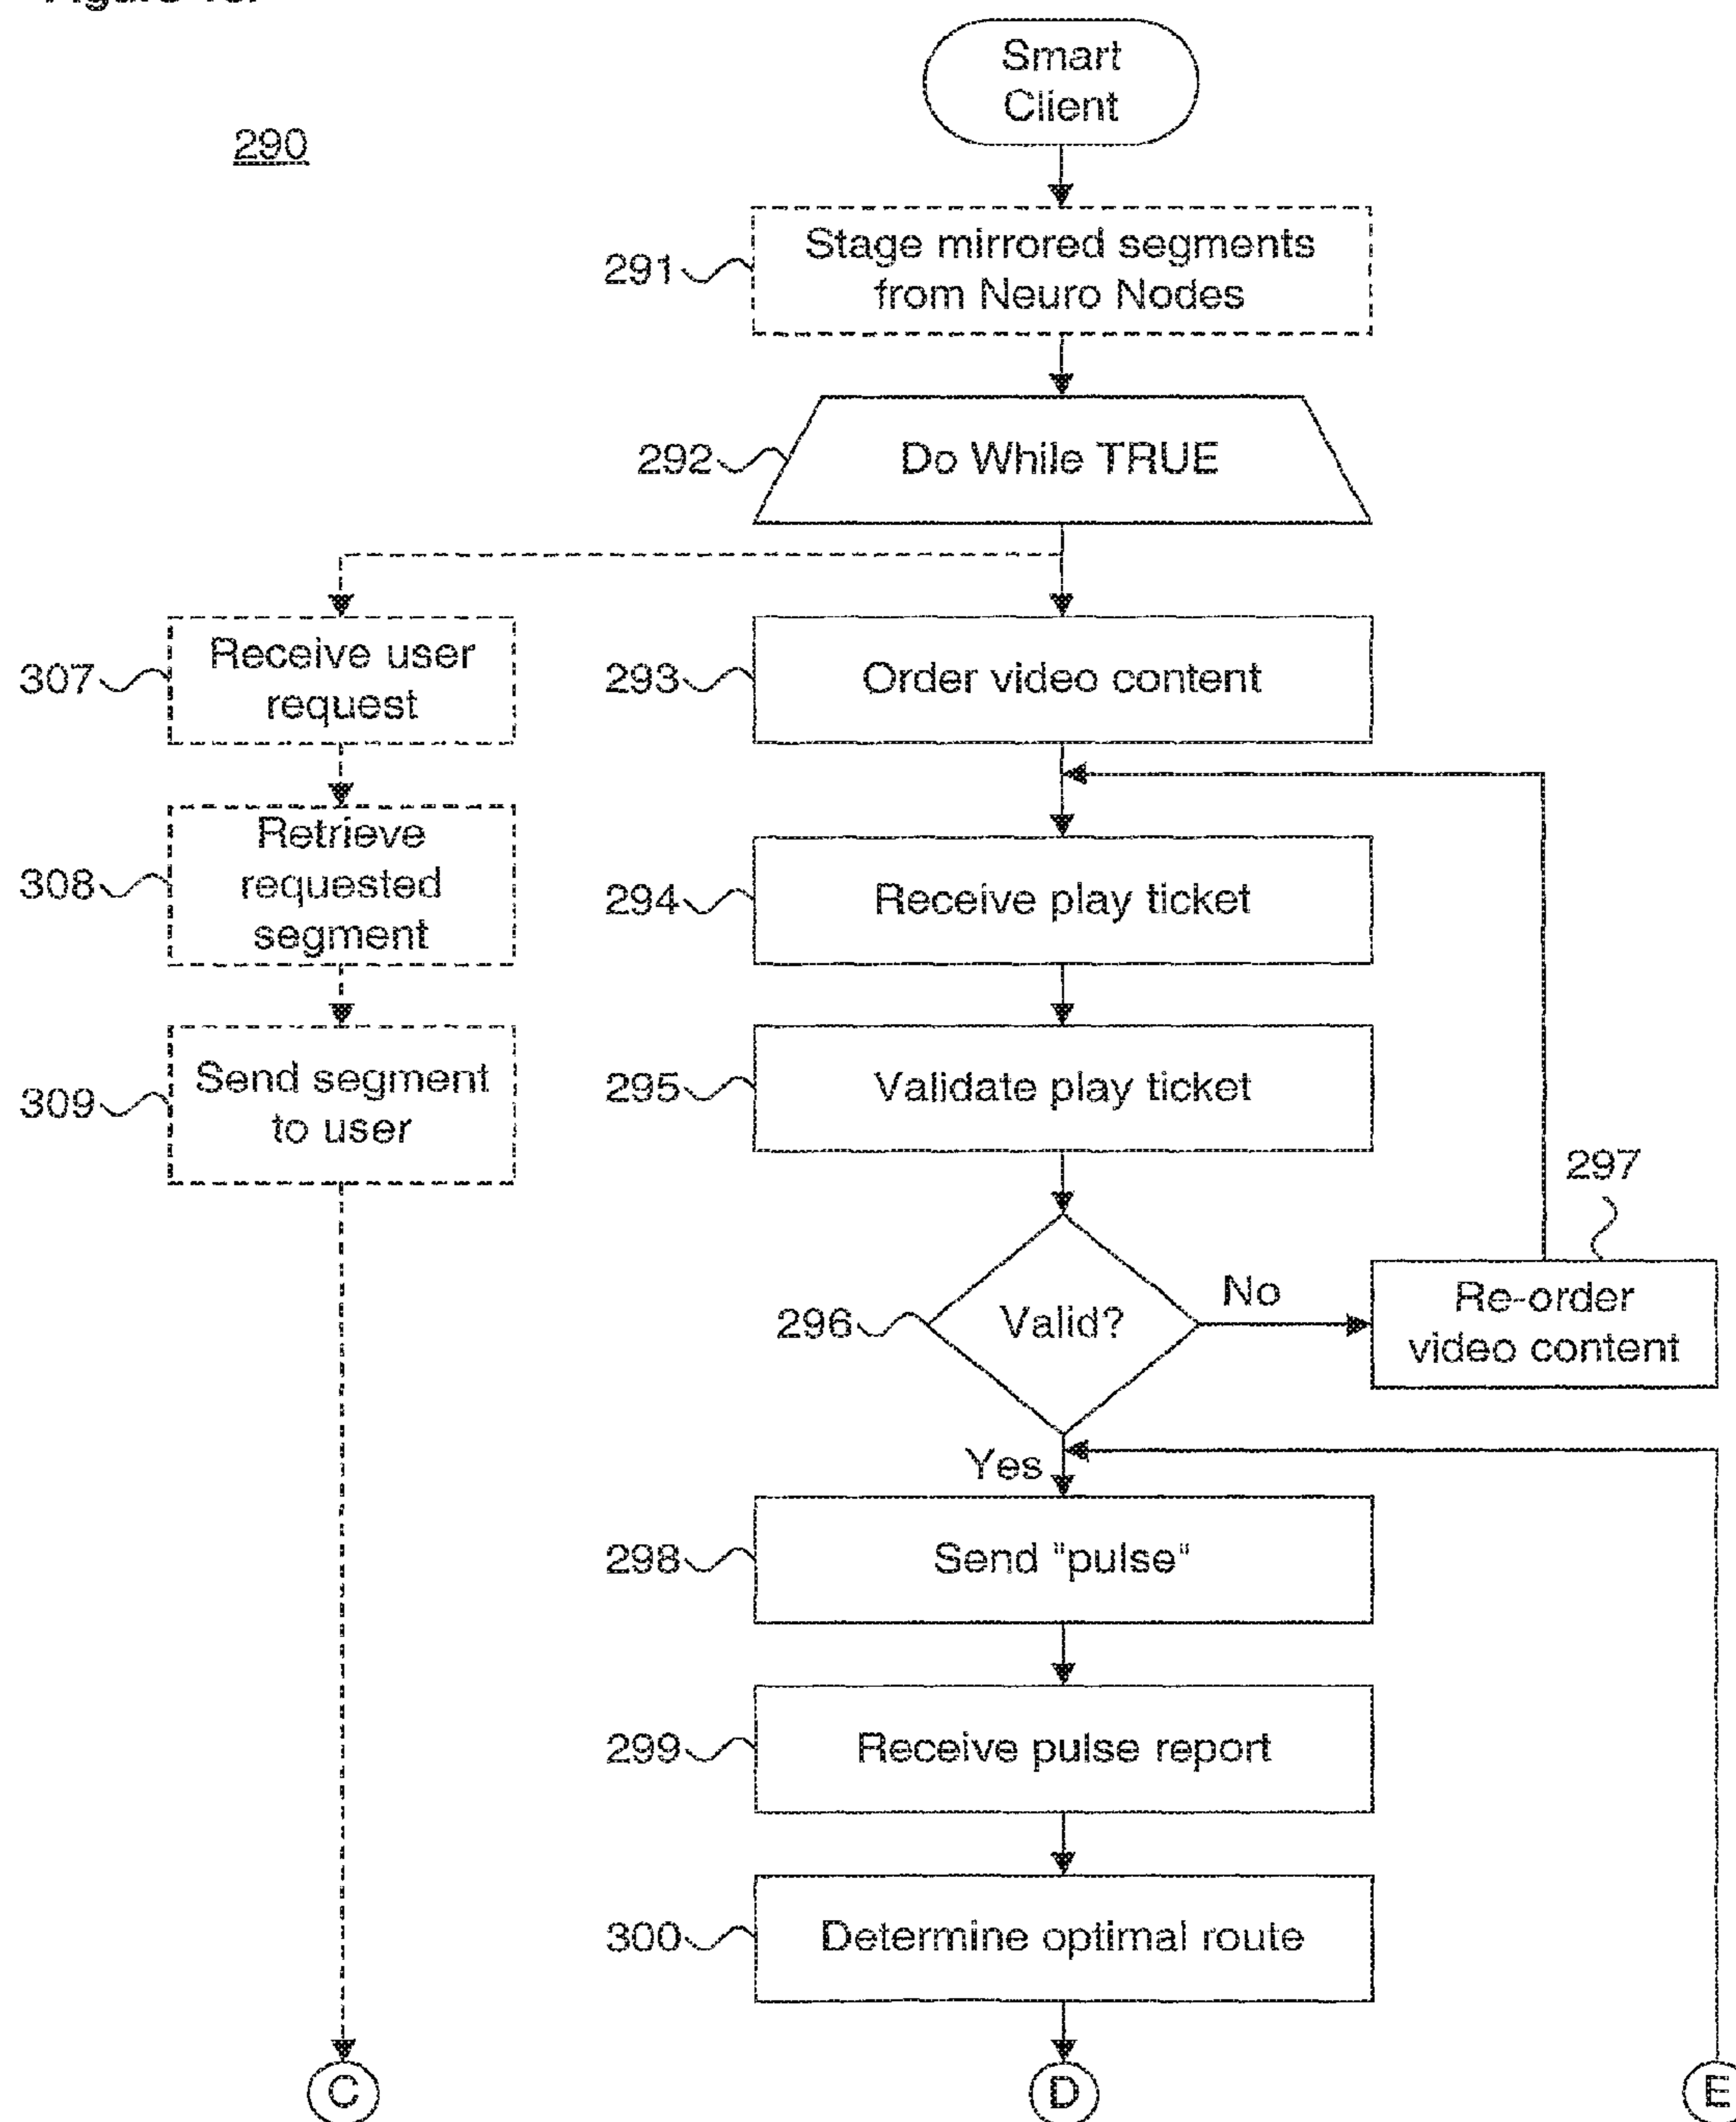 Smart
Client
290
291
Stage mirrored segments
from Neuro Nodes
292
Do While TRUE
307
Receive user
request
293
Order video content
308
Retrieve
requested
segment
294
Receive play ticket
309
Send segment
to user
295
Validate play ticket
297
296
Valid?
No
Re-order
video content
Yes
298
Send "pulse"
299
Receive pulse report
300
Determine optimal route
C
D
E